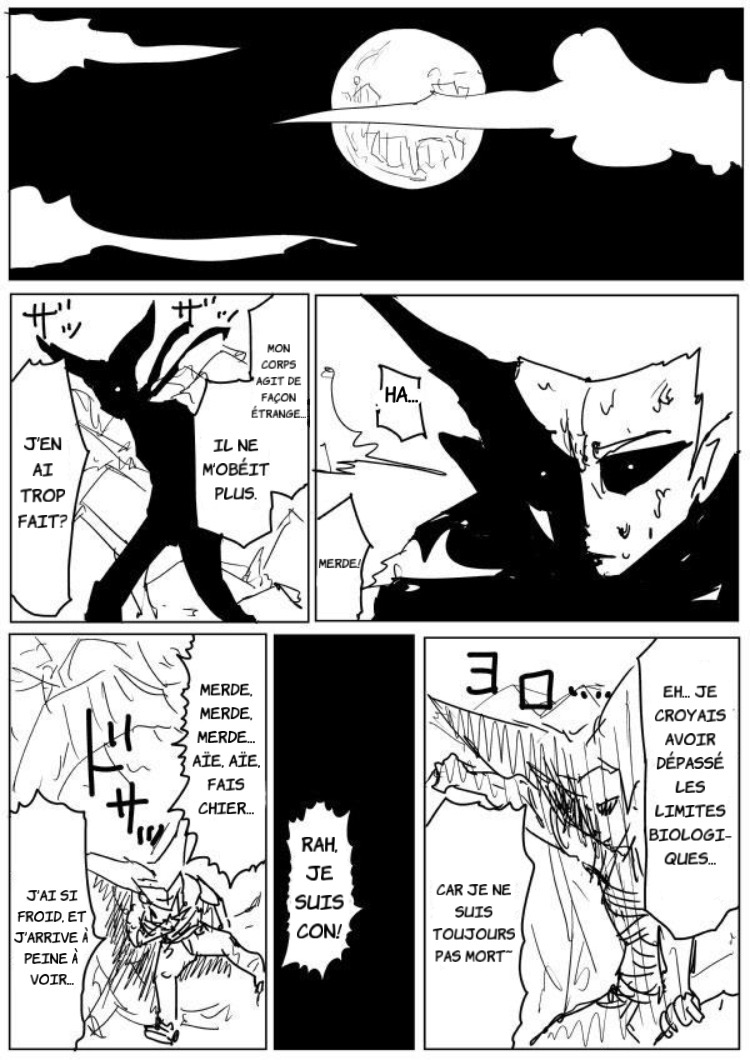 HA...
MERDE!
ザッ
ザッ
MON
CORPS
AGIT DE
FAÇON
ÉTRANGE...
IL NE
M'OBÉIT
PLUS.
J'EN
AI
TROP
FAIT?
EH... JE
CROYAIS
AVOIR
DÉPASSÉ
LES
LIMITES
BIOLOGI-
QUES...
ヨロ....
CAR JE NE
SUIS
TOUJOURS
PAS MORT~
RAH,
JE
SUIS
CON!
MERDE,
MERDE,
MERDE...
AÏE, AÏE,
FAIS
CHIER...
ドサッ
J'AI SI
FROID, ET
J'ARRIVE À
PEINE À
VOIR...